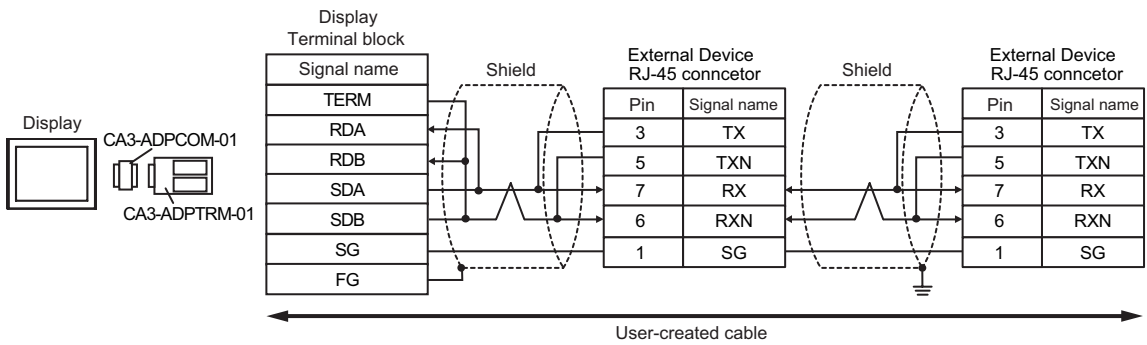 Display
CA3-ADPCOM-01
CA3-ADPTRM-01
Display
Terminal block
Signal name
TERM
RDA
RDB
SDA
SDB
SG
FG
Shield
External Device
RJ-45 conncetor
Pin Signal name
3 TX
5 TXN
7 RX
6 RXN
1 SG
Shield
External Device
RJ-45 conncetor
Pin Signal name
3 TX
5 TXN
7 RX
6 RXN
1 SG
User-created cable